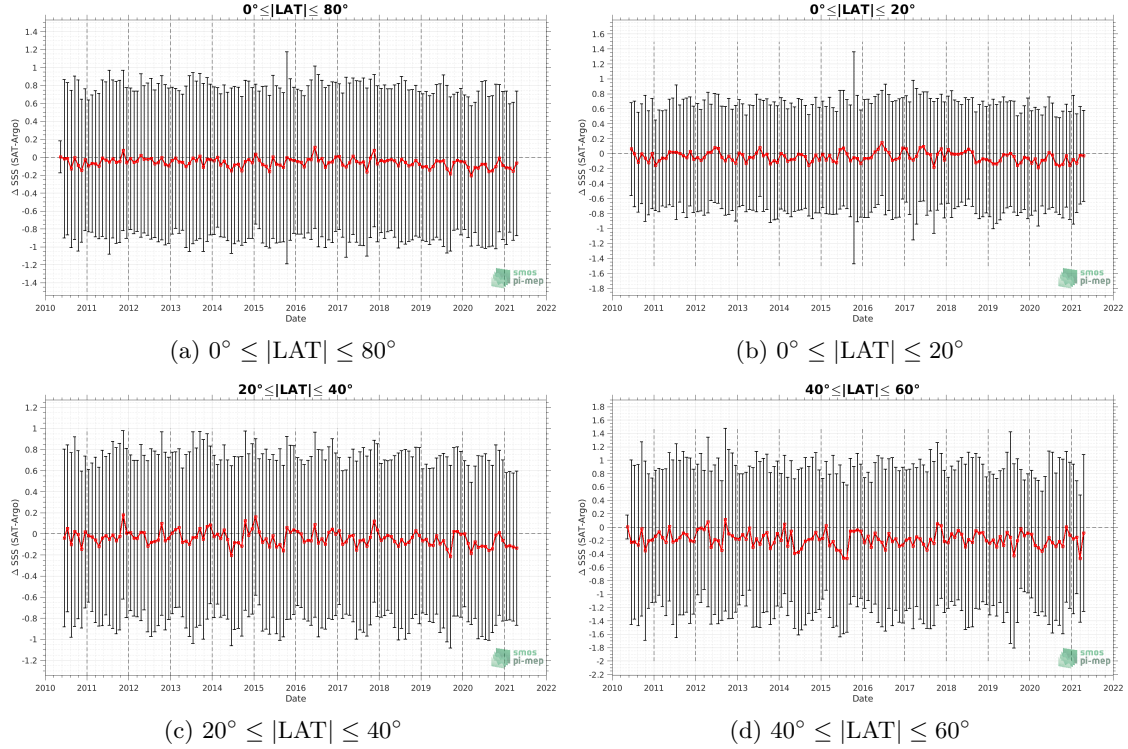 0°≤|LAT|≤ 80°
Δ SSS (SAT-Argo)
1.4
1.2
1
0.8
0.6
0.4
0.2
0
-0.2
-0.4
-0.6
-0.8
-1
-1.2
-1.4
2010 2011 2012 2013 2014 2015 2016 2017 2018 2019 2020 2021 2022
Date
smos
pi-mep
(a) 0° ≤ |LAT| ≤ 80°
0°≤|LAT|≤ 20°
Δ SSS (SAT-Argo)
1.6
1.4
1.2
1
0.8
0.6
0.4
0.2
0
-0.2
-0.4
-0.6
-0.8
-1
-1.2
-1.4
-1.6
-1.8
2010 2011 2012 2013 2014 2015 2016 2017 2018 2019 2020 2021 2022
Date
smos
pi-mep
(b) 0° ≤ |LAT| ≤ 20°
20°≤|LAT|≤ 40°
Δ SSS (SAT-Argo)
1.2
1
0.8
0.6
0.4
0.2
0
-0.2
-0.4
-0.6
-0.8
-1
-1.2
2010 2011 2012 2013 2014 2015 2016 2017 2018 2019 2020 2021 2022
Date
smos
pi-mep
(c) 20° ≤ |LAT| ≤ 40°
40°≤|LAT|≤ 60°
Δ SSS (SAT-Argo)
1.8
1.6
1.4
1.2
1
0.8
0.6
0.4
0.2
0
-0.2
-0.4
-0.6
-0.8
-1
-1.2
-1.4
-1.6
-1.8
-2
-2.2
2010 2011 2012 2013 2014 2015 2016 2017 2018 2019 2020 2021 2022
Date
smos
pi-mep
(d) 40° ≤ |LAT| ≤ 60°